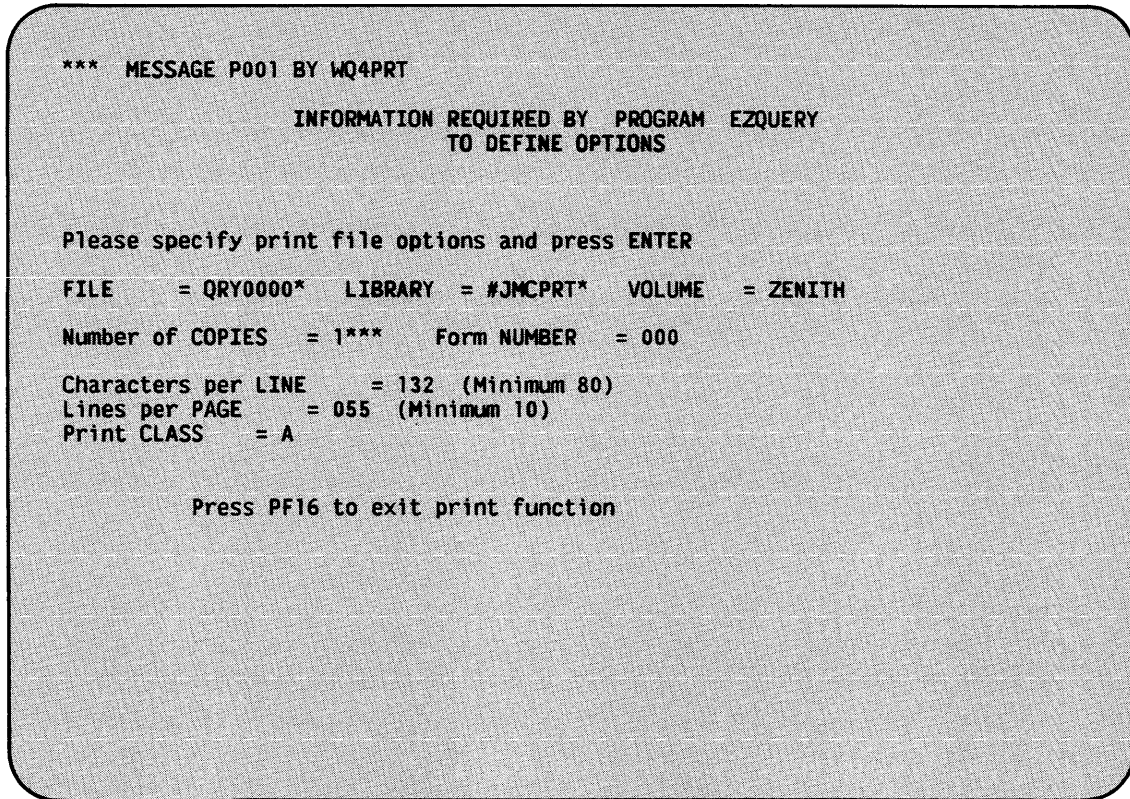 *** MESSAGE P001 BY WQ4PRT
INFORMATION REQUIRED BY PROGRAM EZQUERY
TO DEFINE OPTIONS
Please specify print file options and press ENTER
FILE = QRY0000* LIBRARY = #JMCPRT* VOLUME = ZENITH
Number of COPIES = 1*** Form NUMBER = 000
Characters per LINE = 132 (Minimum 80)
Lines per PAGE = 055 (Minimum 10)
Print CLASS = A
Press PF16 to exit print function